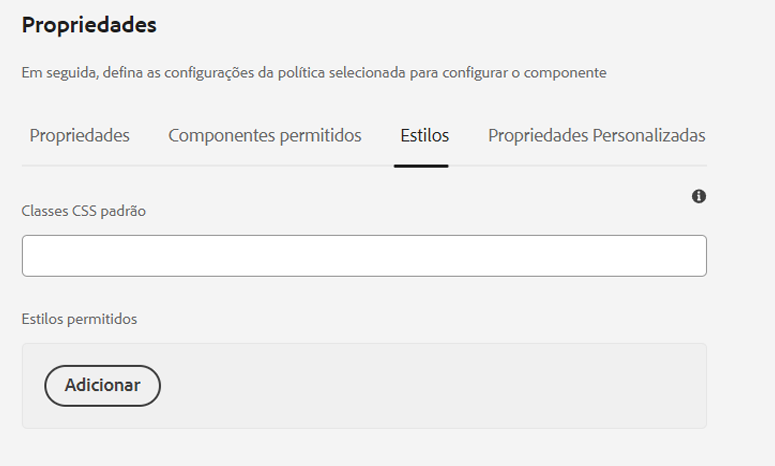 Propriedades
Em seguida, defina as configurações da política selecionada para configurar o componente
Propriedades Componentes permitidos Estilos Propriedades Personalizadas
Classes CSS padrão
Estilos permitidos
Adicionar